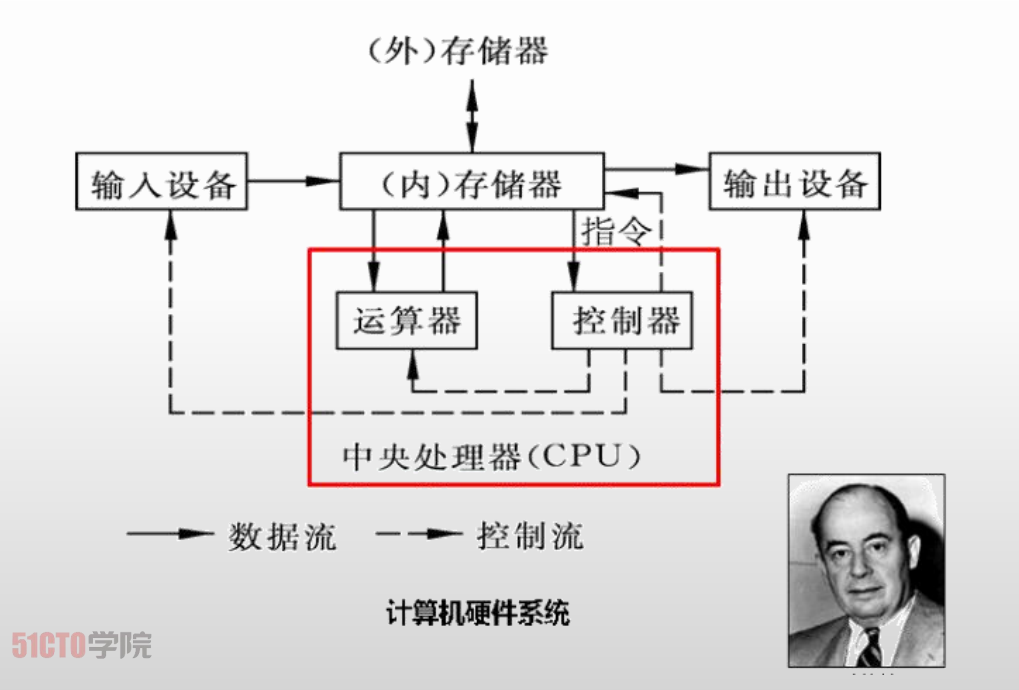 （外）存储器
输入设备
（内）存储器
输出设备
指令
运算器
控制器
中央处理器(CPU)
数据流
控制流
计算机硬件系统
51CTO学院